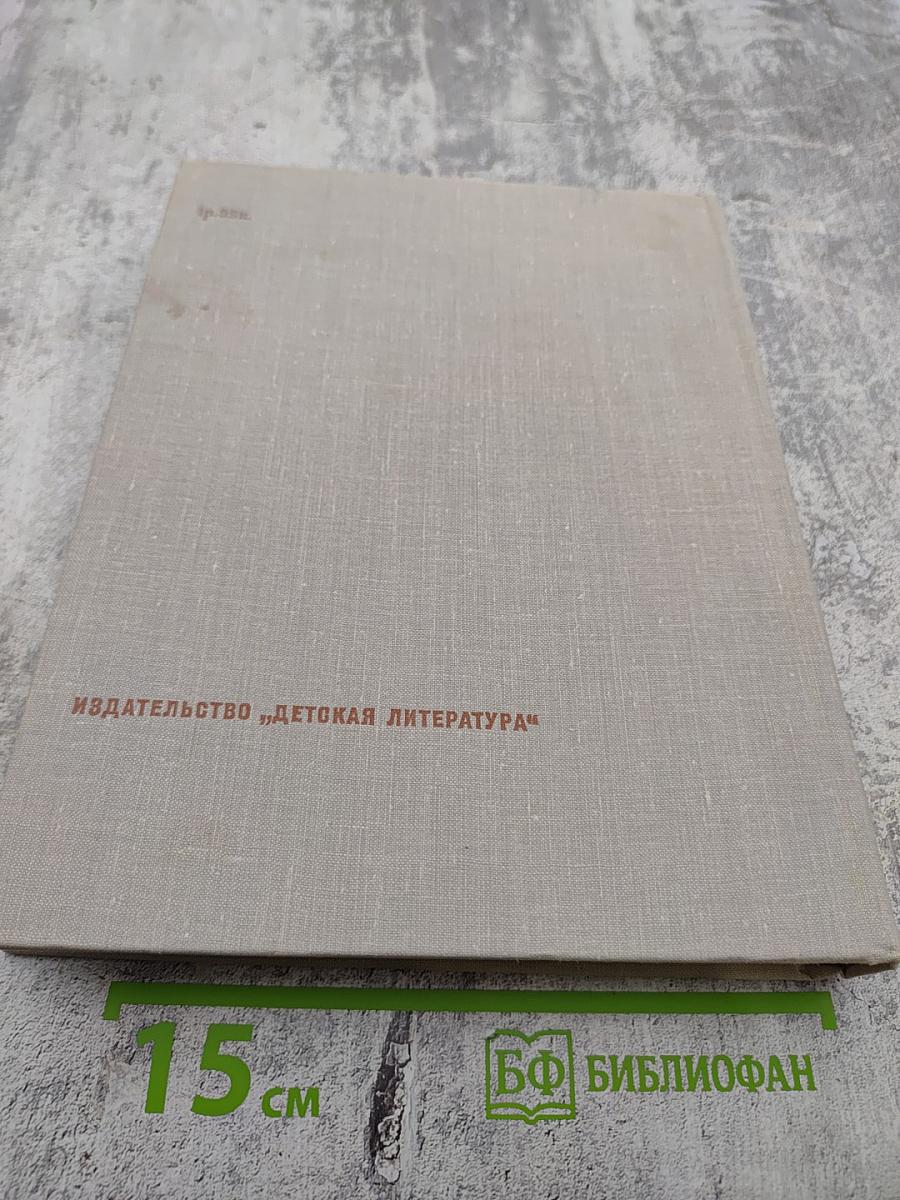 ИЗДАТЕЛЬСТВО „ДЕТСКАЯ ЛИТЕРАТУРА“
15 см
БФ БИБЛИОФАН